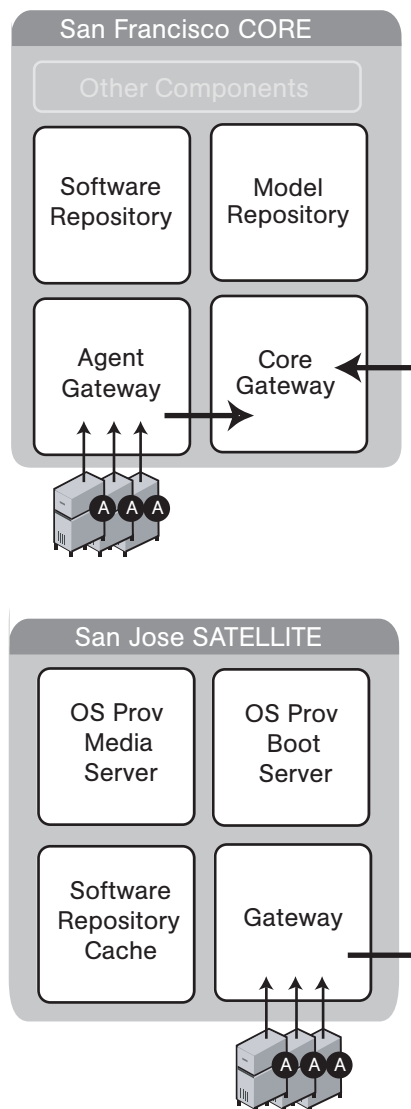 San Francisco CORE
Other Components
Software
Repository
Model
Repository
Agent
Gateway
Core
Gateway
A A A
San Jose SATELLITE
OS Prov
Media
Server
OS Prov
Boot
Server
Software
Repository
Cache
Gateway
A A A